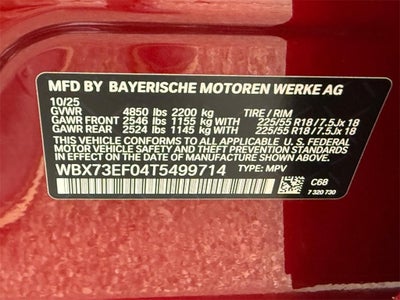 MFD BY BAYERISCHE MOTOREN WERKE AG
10/25
GVWR 4850 lbs 2200 kg TIRE / RIM
GAWR FRONT 2546 lbs 1155 kg WITH 225/55 R18 / 7.5Jx 18
GAWR REAR 2524 lbs 1145 kg WITH 225/55 R18 / 7.5Jx 18
THIS VEHICLE CONFORMS TO ALL APPLICABLE U. S. FEDERAL
MOTOR VEHICLE SAFETY, BUMPER, AND THEFT PREVENTION
STANDARDS IN EFFECT ON THE DATE OF MANUFACTURE SHOWN ABOVE.
WBX73EF04T5499714 TYPE: MPV
C68
7 320 730